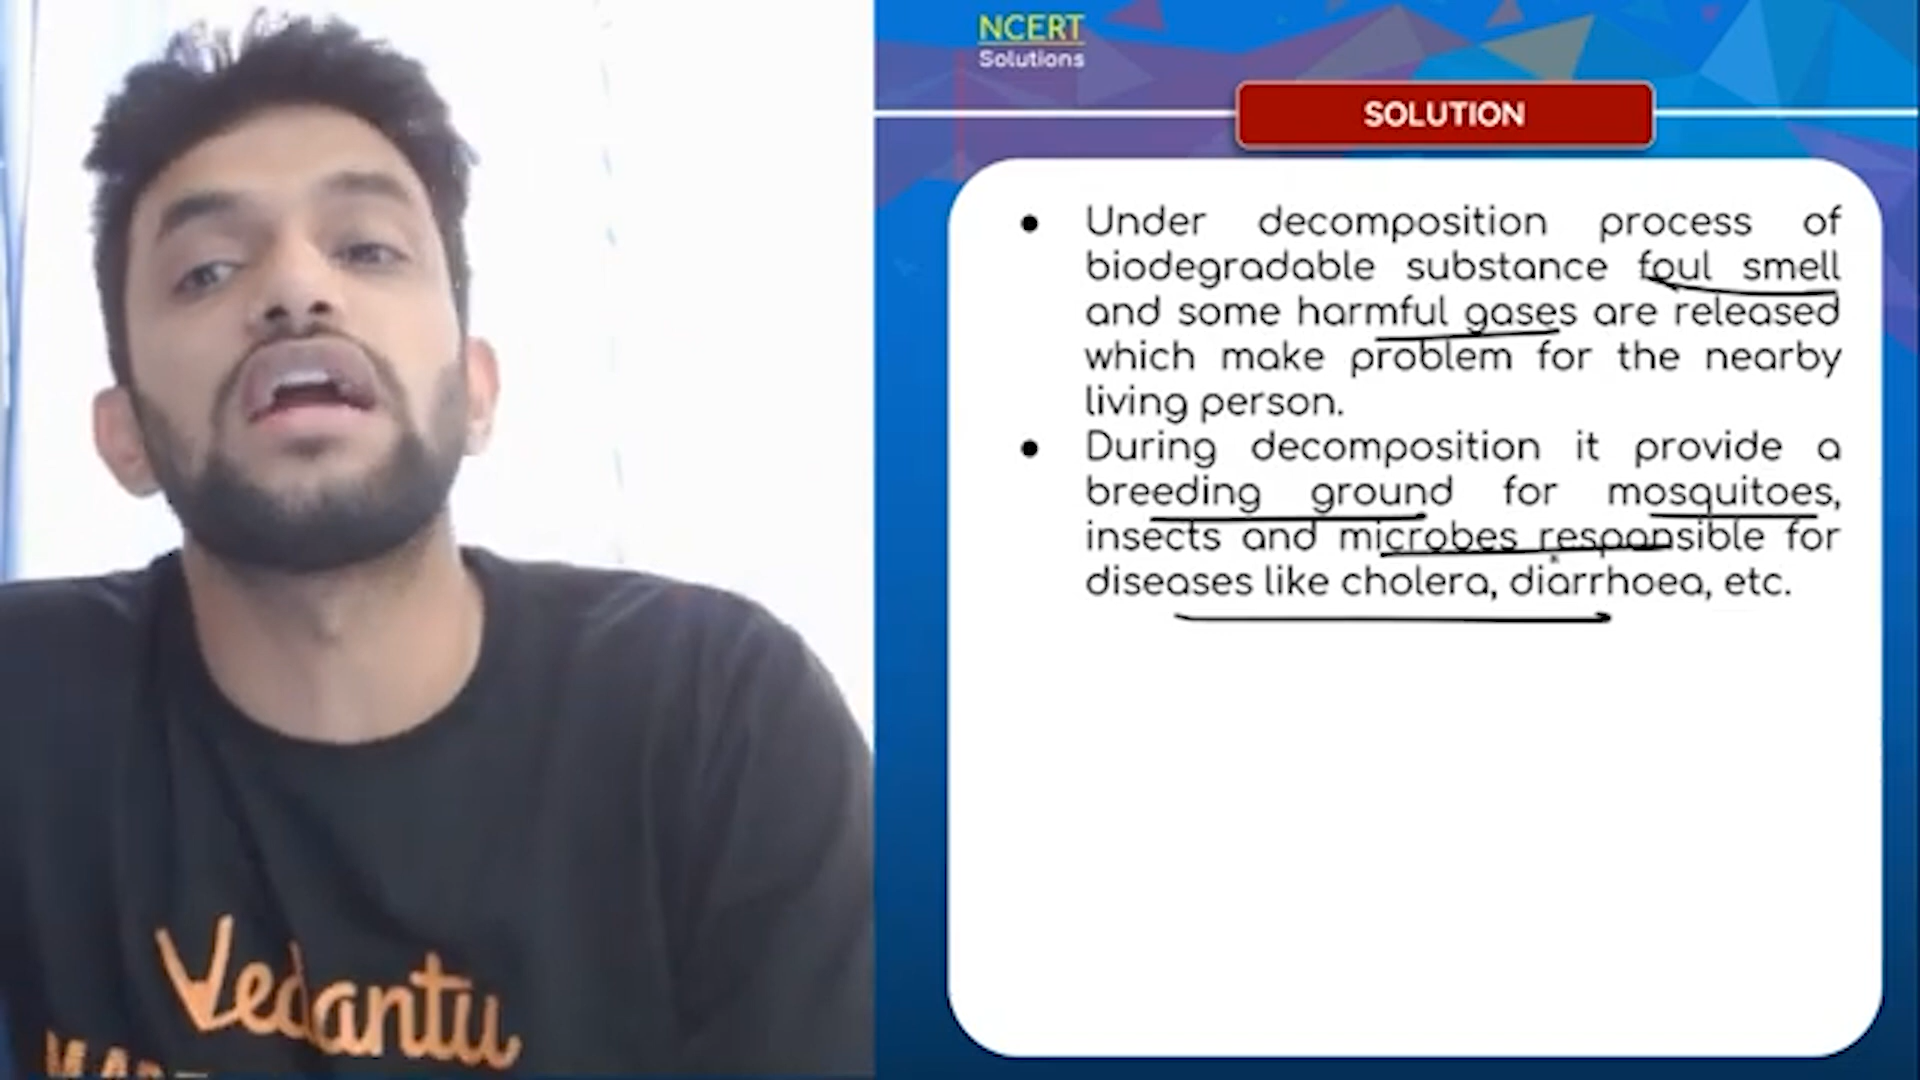 NCERT
Solutions
SOLUTION
● Under decomposition process of
biodegradable substance foul smell
and some harmful gases are released
which make problem for the nearby
living person.
● During decomposition it provide a
breeding ground for mosquitoes,
insects and microbes responsible for
diseases like cholera, diarrhoea, etc.
Vedantu